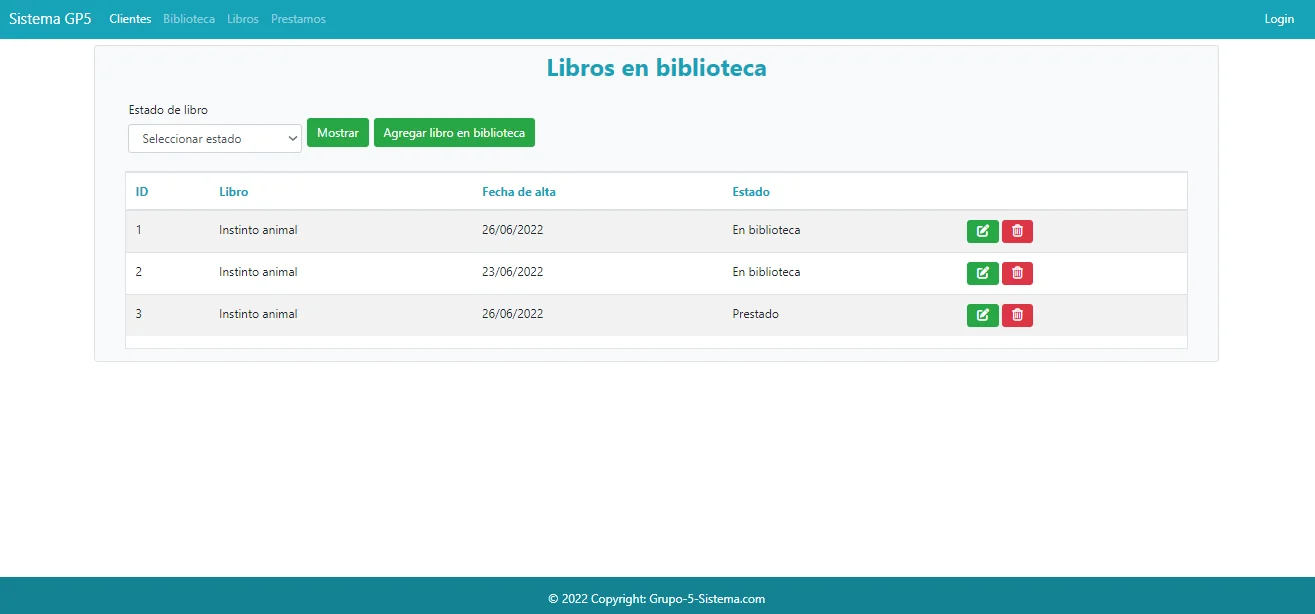 Sistema GP5 Clientes Biblioteca Libros Prestamos Login
Libros en biblioteca
Estado de libro
Seleccionar estado Mostrar Agregar libro en biblioteca
ID Libro Fecha de alta Estado
1 Instinto animal 26/06/2022 En biblioteca
2 Instinto animal 23/06/2022 En biblioteca
3 Instinto animal 26/06/2022 Prestado
© 2022 Copyright: Grupo-5-Sistema.com